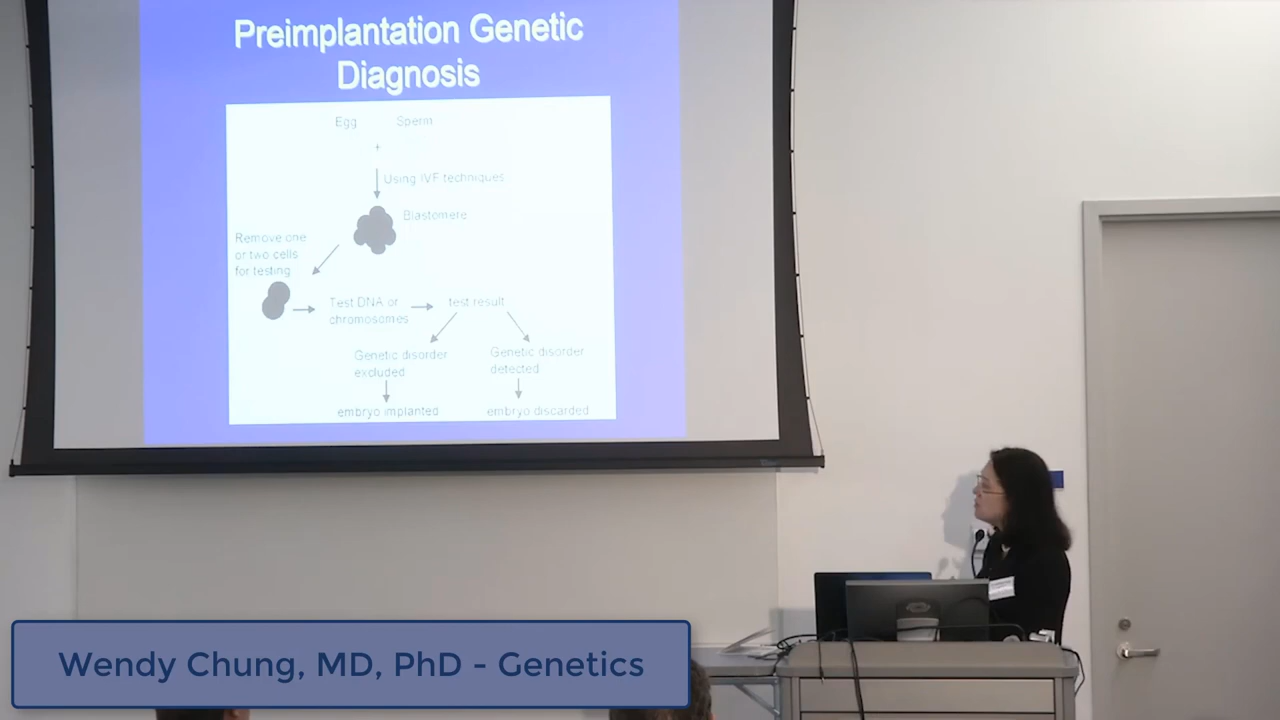 Preimplantation Genetic
Diagnosis
Egg Sperm
+
Using IVF techniques
Blastomere
Remove one
or two cells
for testing
Test DNA or
chromosomes
test result
Genetic disorder
excluded
Genetic disorder
detected
embryo implanted
embryo discarded
Wendy Chung, MD, PhD - Genetics